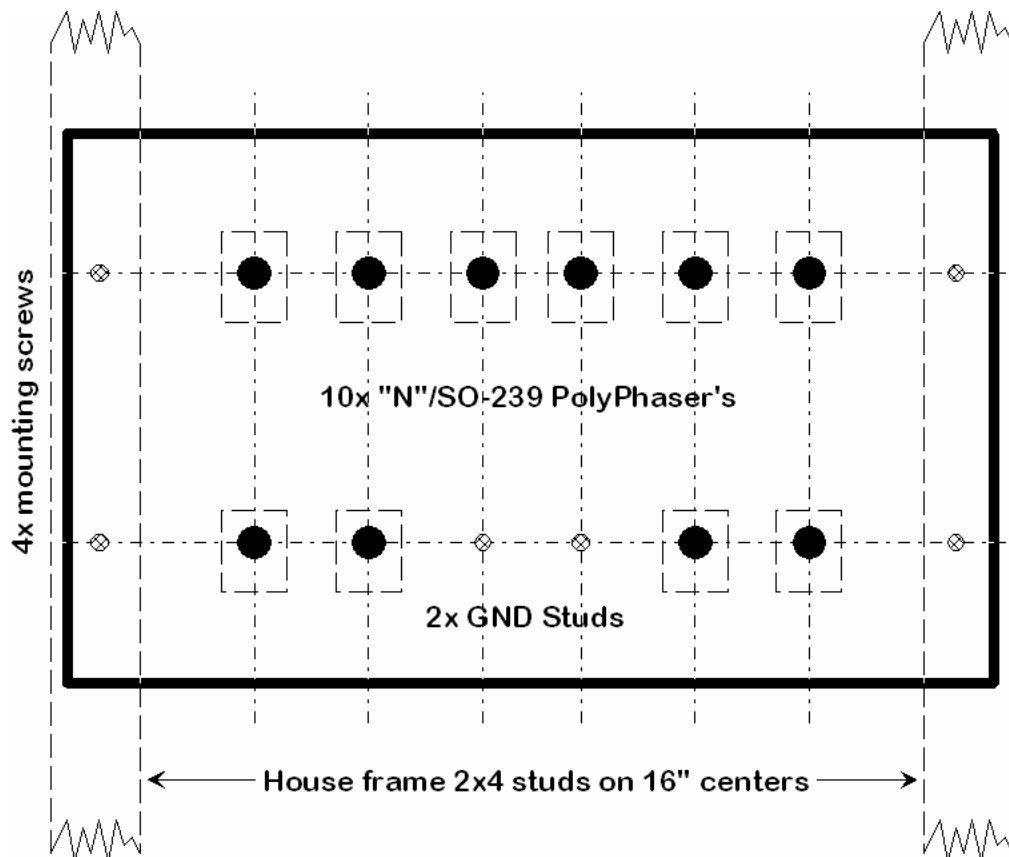 4x mounting screws
10x "N"/SO-239 PolyPhaser's
2x GND Studs
House frame 2x4 studs on 16" centers